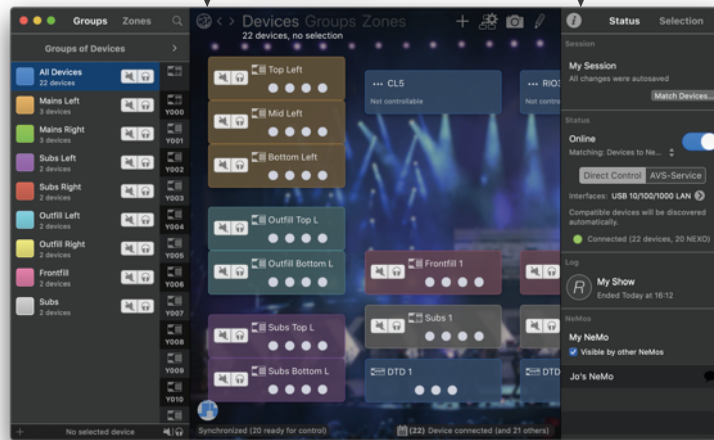 Groups
Zones
Groups of Devices
All Devices
22 devices
Mains Left
3 devices
Y000
Mains Right
3 devices
Y001
Subs Left
2 devices
Y002
Subs Right
2 devices
Y003
Outfill Left
2 devices
Y004
Outfill Right
2 devices
Y005
Frontfill
2 devices
Y006
Subs
2 devices
Y007
Y008
Y009
Y010
No selected device
Devices Groups Zones
22 devices, no selection
Top Left
Mid Left
Bottom Left
Outfill Top L
Outfill Bottom L
Subs Top L
Subs Bottom L
CL5
Not controllable
Frontfill 1
Subs 1
DTD 1
RIO3
Not contro
DTD
Synchronized (20 ready for control)
(22) Device connected (and 21 others)
Status
Selection
Session
My Session
All changes were autosaved
Match Devices...
Status
Online
Matching: Devices to Ne...
Direct Control
AVS-Service
Interfaces: USB 10/100/1000 LAN
Compatible devices will be discovered
automatically.
Connected (22 devices, 20 NEXO)
Log
R
My Show
Ended Today at 16:12
NeMos
My NeMo
Visible by other NeMos
Jo's NeMo